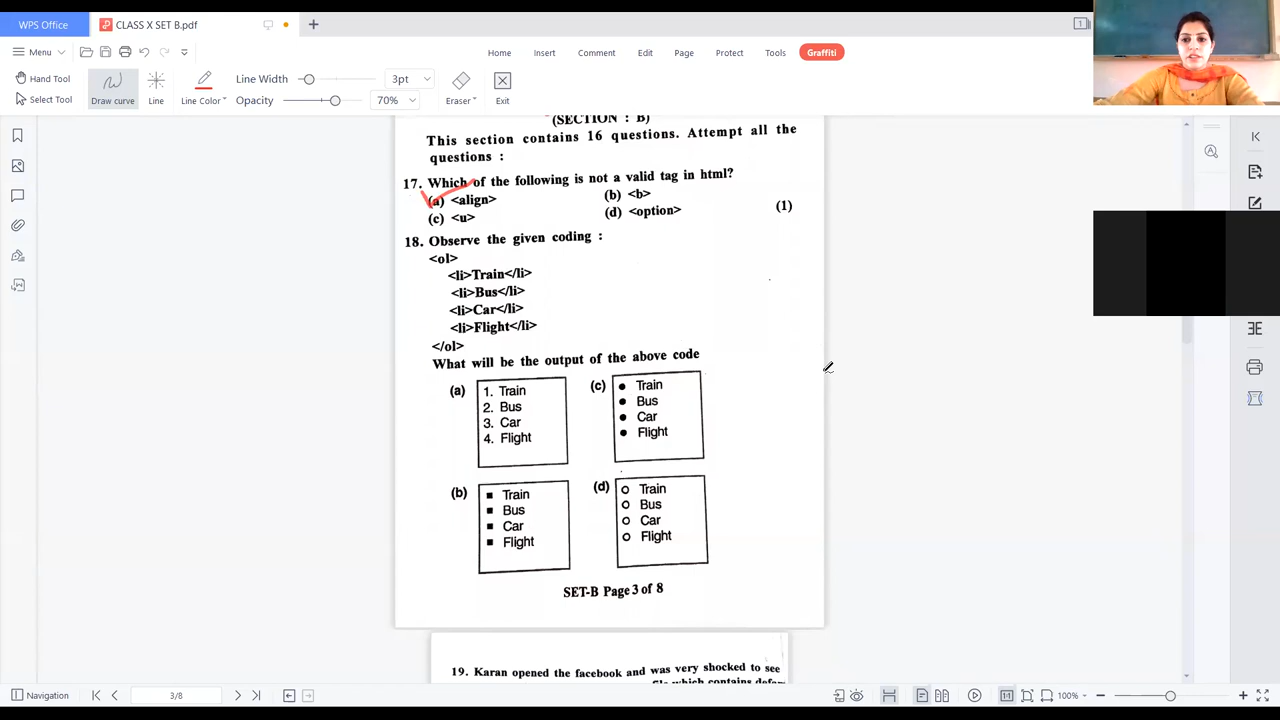 WPS Office
CLASS X SET B.pdf
Menu
Home Insert Comment Edit Page Protect Tools Graffiti
Hand Tool
Select Tool
Draw curve
Line
Line Width
3pt
Line Color
Opacity
70%
Eraser
Exit
(SECTION : B)
This section contains 16 questions. Attempt all the
questions :
17. Which of the following is not a valid tag in html?
(a) <align> (b) <b>
(c) <u> (d) <option> (1)
18. Observe the given coding :
<ol>
<li>Train</li>
<li>Bus</li>
<li>Car</li>
<li>Flight</li>
</ol>
What will be the output of the above code
(a)
1. Train
2. Bus
3. Car
4. Flight
(c)
● Train
● Bus
● Car
● Flight
(b)
■ Train
■ Bus
■ Car
■ Flight
(d)
○ Train
○ Bus
○ Car
○ Flight
SET-B Page 3 of 8
19. Karan opened the facebook and was very shocked to see
which contains
Navigation
3/8
100%